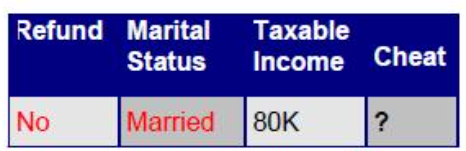 Refund Marital Status Taxable Income Cheat
No Married 80K ?